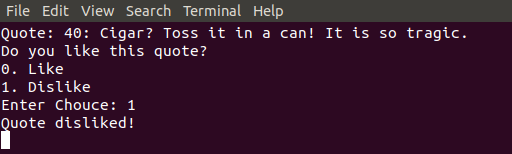 File Edit View Search Terminal Help
Quote: 40: Cigar? Toss it in a can! It is so tragic.
Do you like this quote?
0. Like
1. Dislike
Enter Chouce: 1
Quote disliked!